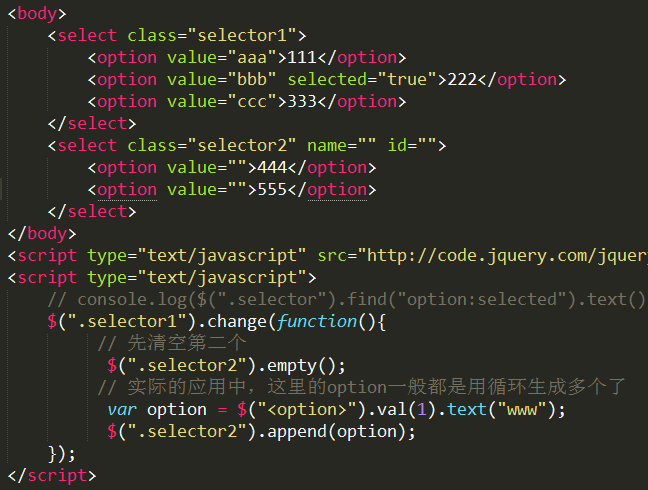 <body>
    <select class="selector1">
        <option value="aaa">111</option>
        <option value="bbb" selected="true">222</option>
        <option value="ccc">333</option>
    </select>
    <select class="selector2" name="" id="">
        <option value="">444</option>
        <option value="">555</option>
    </select>
</body>
<script type="text/javascript" src="http://code.jquery.com/jquery
<script type="text/javascript">
    // console.log($(".selector").find("option:selected").text()
    $(".selector1").change(function(){
         // 先清空第二个
          $(".selector2").empty();
         // 实际的应用中，这里的option一般都是用循环生成多个了
          var option = $("<option>").val(1).text("www");
          $(".selector2").append(option);
    });
</script>